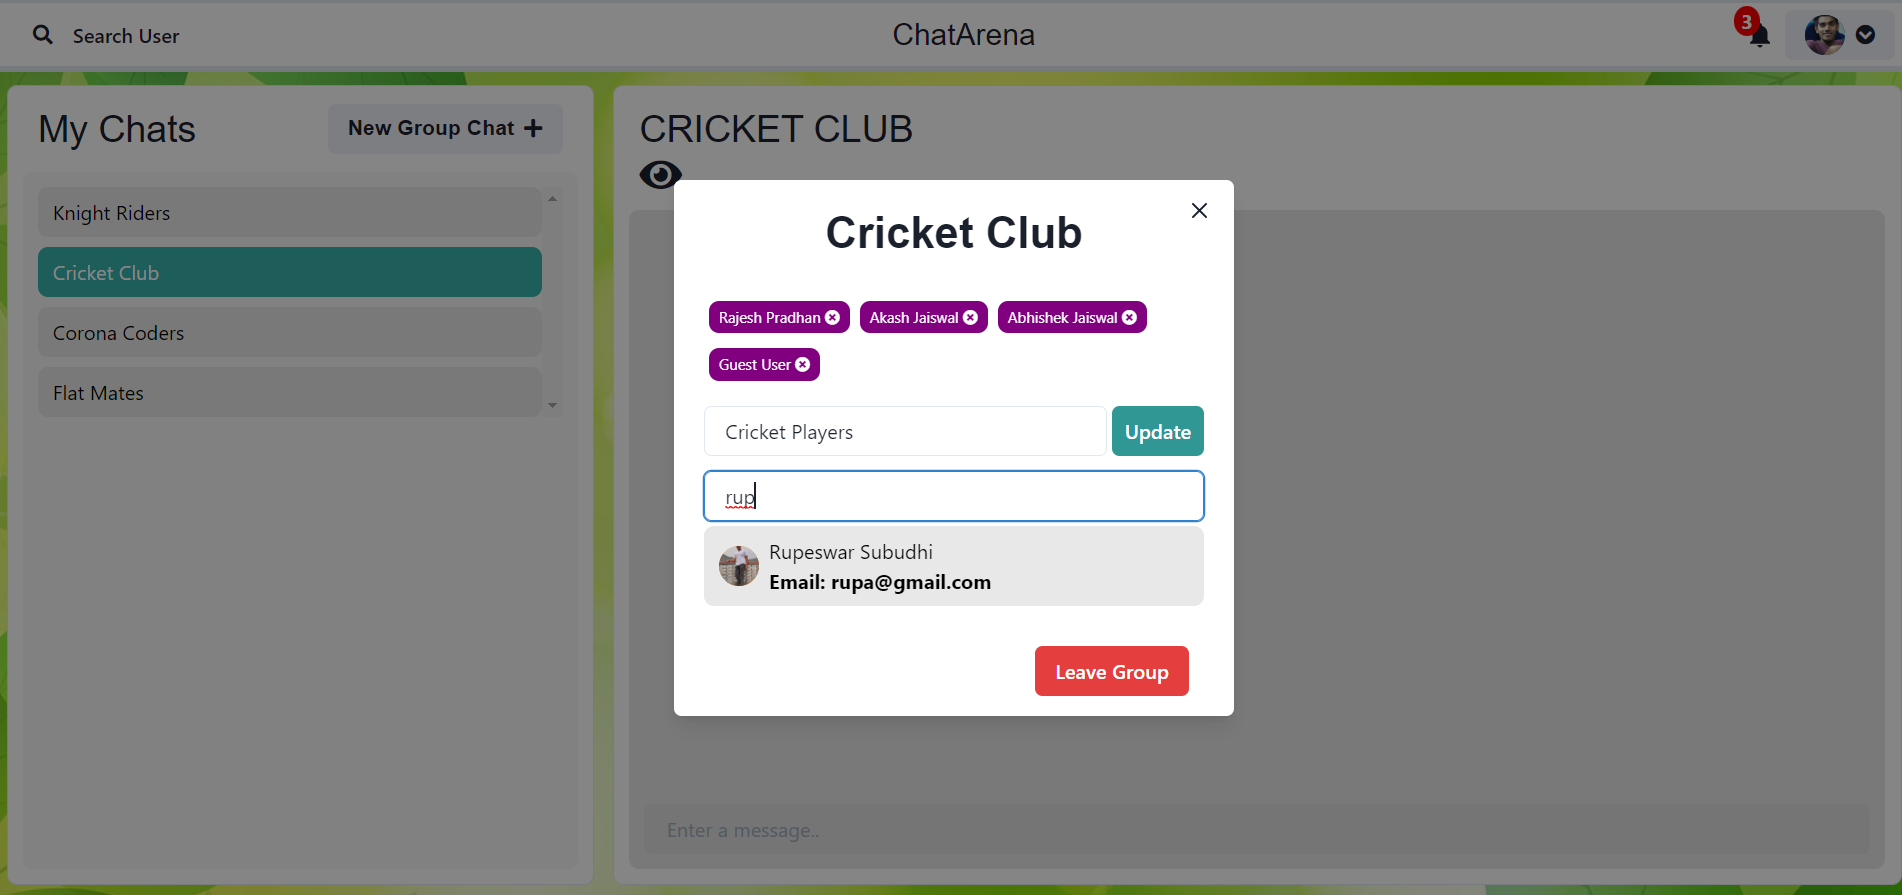 Search User
ChatArena
3
My Chats
New Group Chat
Knight Riders
Cricket Club
Corona Coders
Flat Mates
CRICKET CLUB
Cricket Club
Rajesh Pradhan
Akash Jaiswal
Abhishek Jaiswal
Guest User
Cricket Players
Update
rup
Rupeswar Subudhi
Email: rupa@gmail.com
Leave Group
Enter a message..